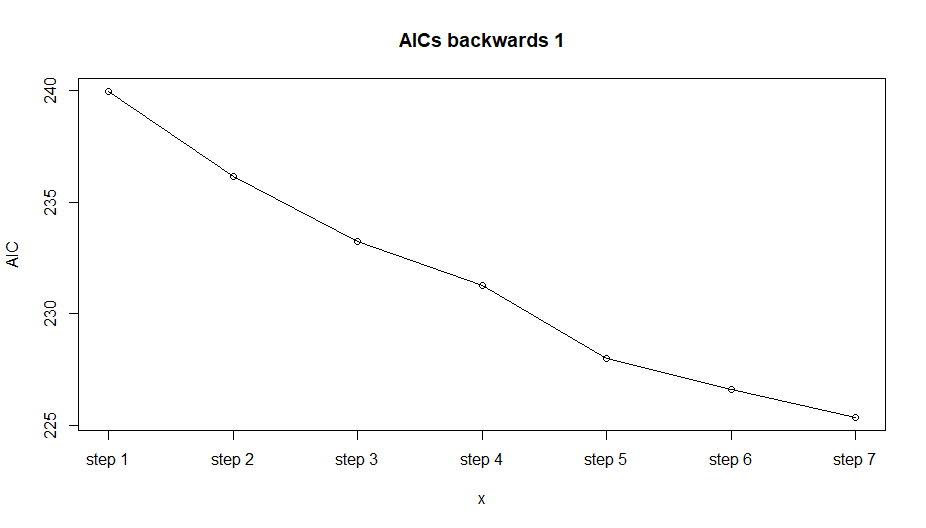 AICs backwards 1
240
235
230
225
AIC
step 1 step 2 step 3 step 4 step 5 step 6 step 7
x